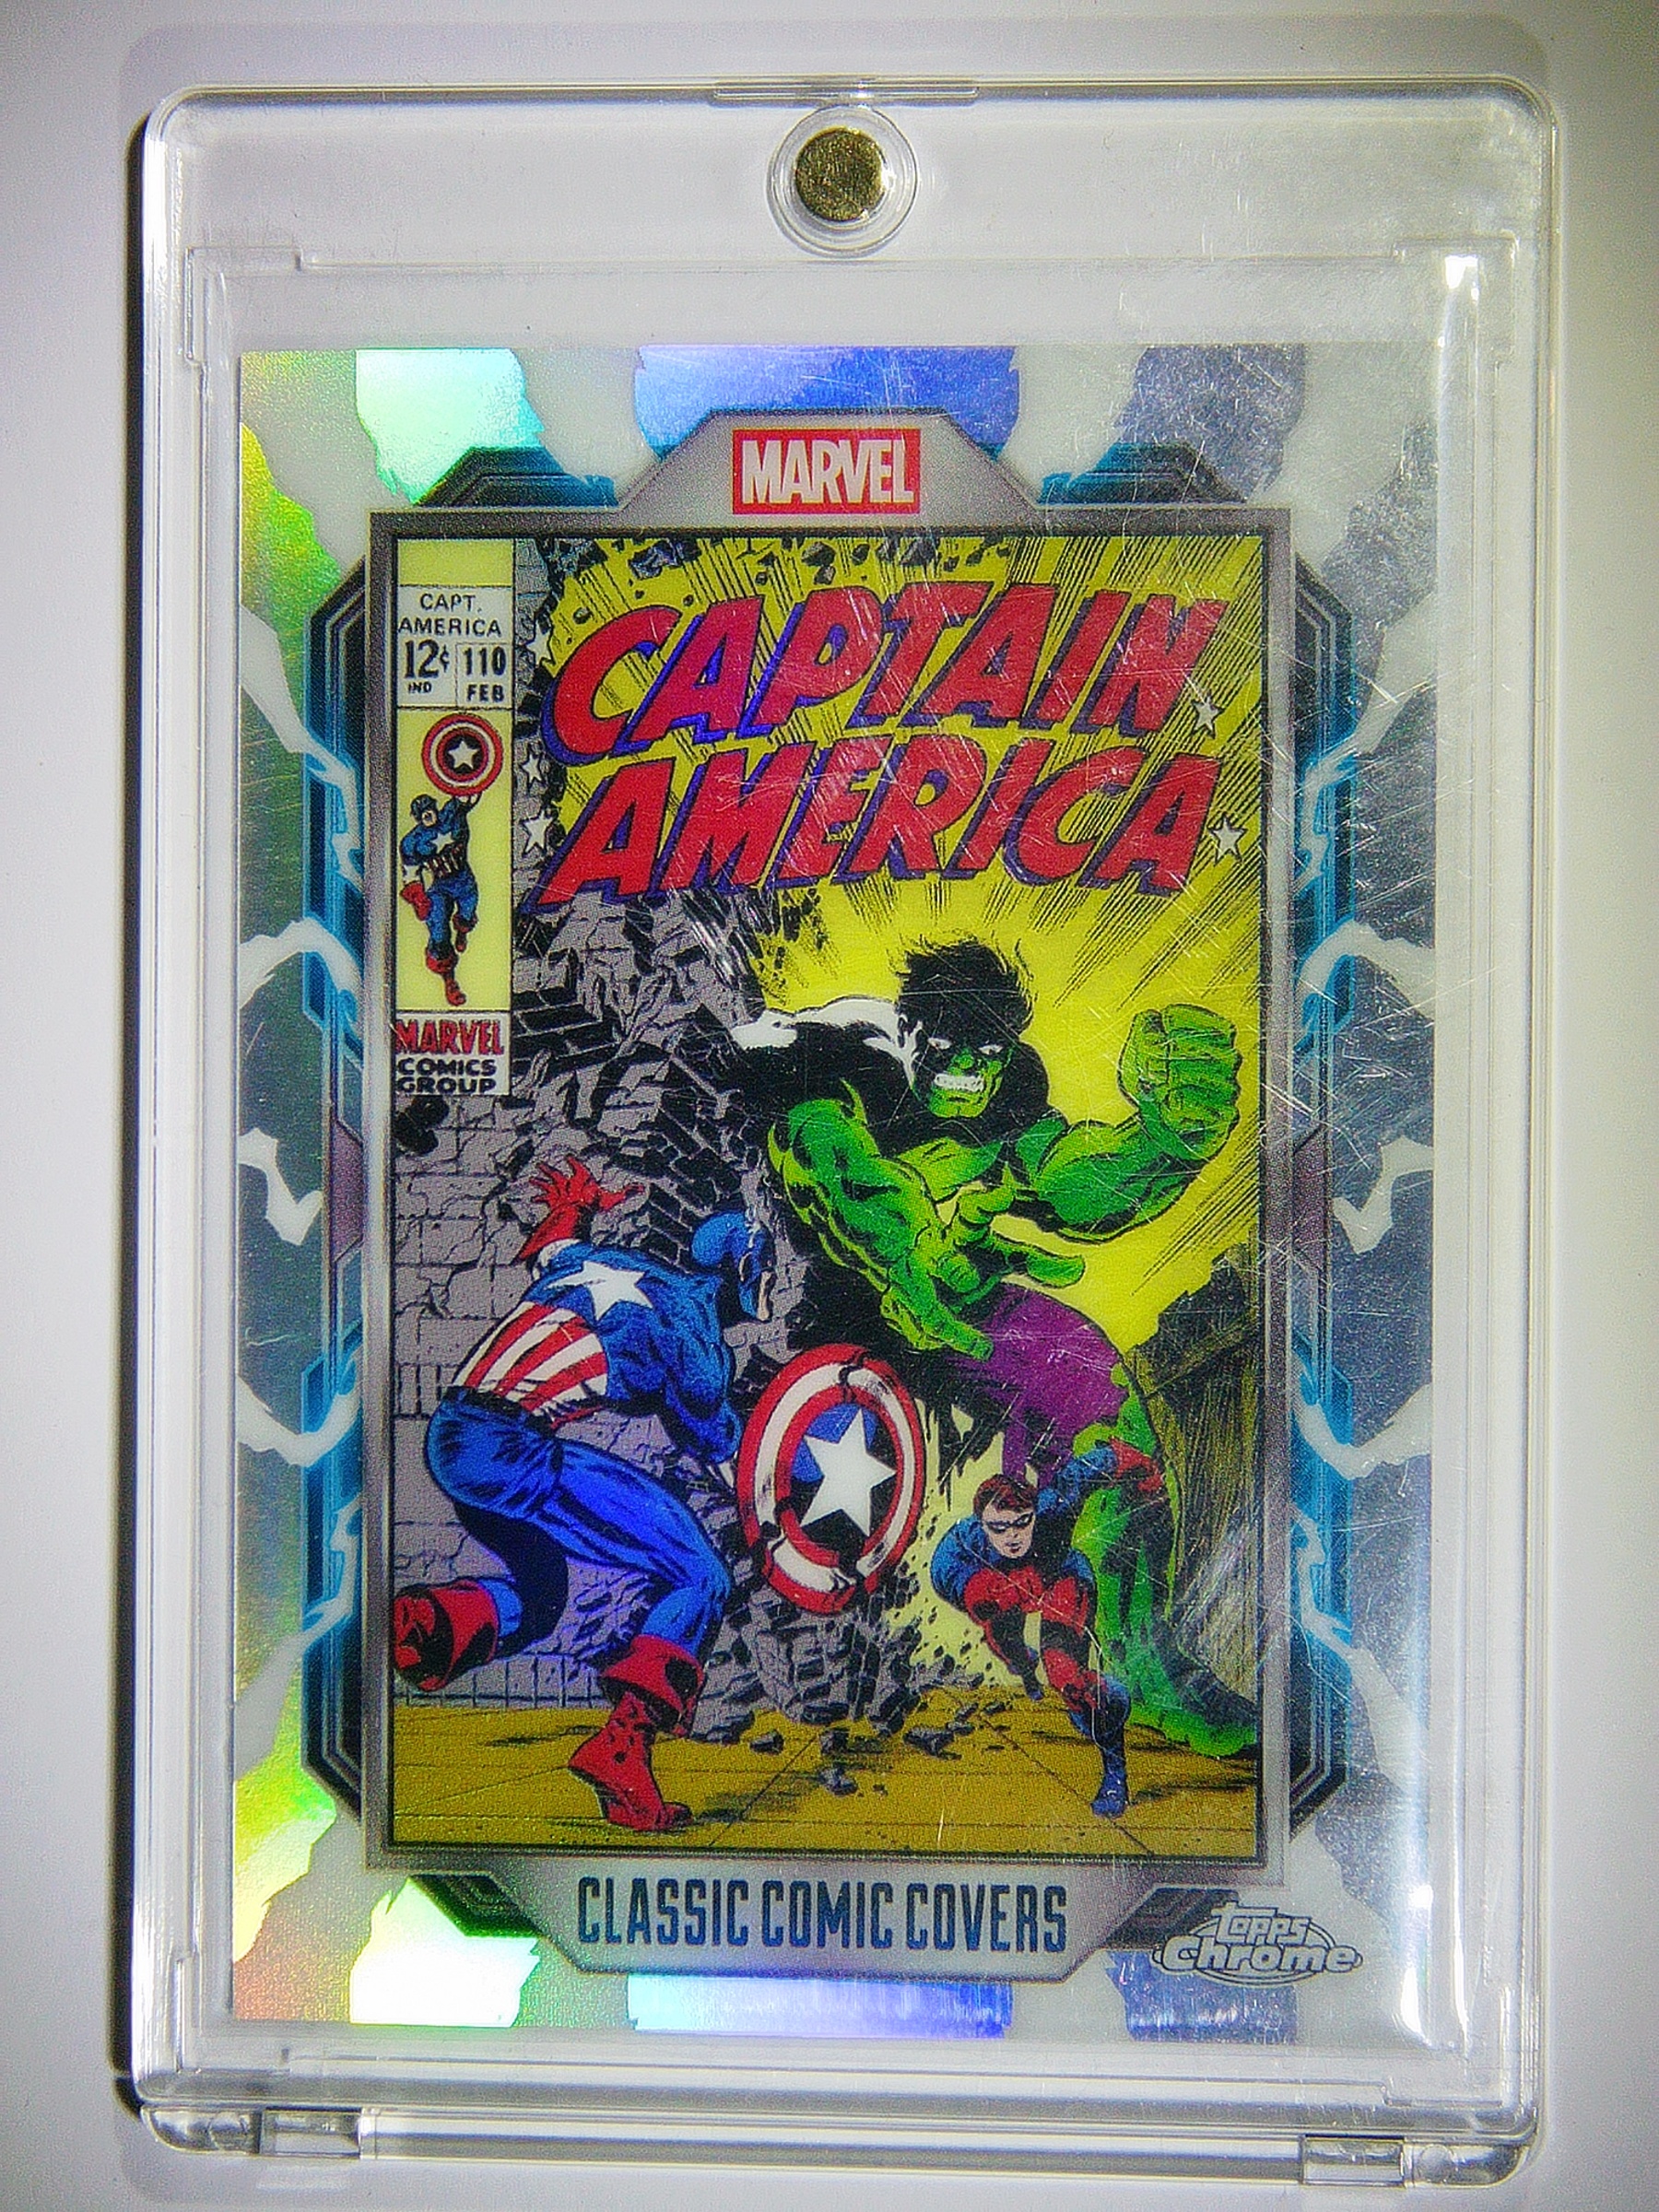 MARVEL
CAPT.
AMERICA
12¢ 110
IND FEB
CAPTAIN
AMERICA
MARVEL
COMICS
GROUP
CLASSIC COMIC COVERS
Topps
Chrome